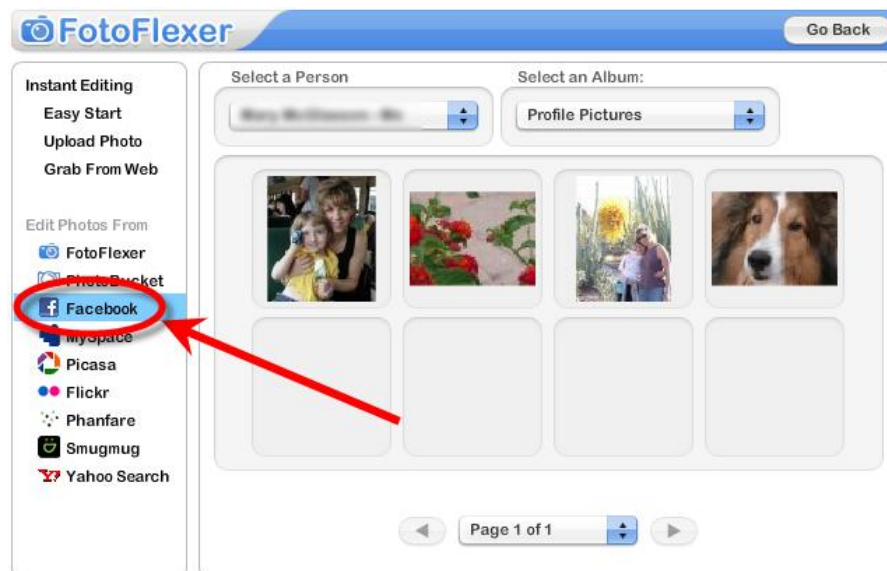 FotoFlexer
Go Back
Instant Editing
Easy Start
Upload Photo
Grab From Web
Edit Photos From
FotoFlexer
PhotoBucket
Facebook
MySpace
Picasa
Flickr
Phanfare
Smugmug
Yahoo Search
Select a Person
Select an Album:
Profile Pictures
Page 1 of 1